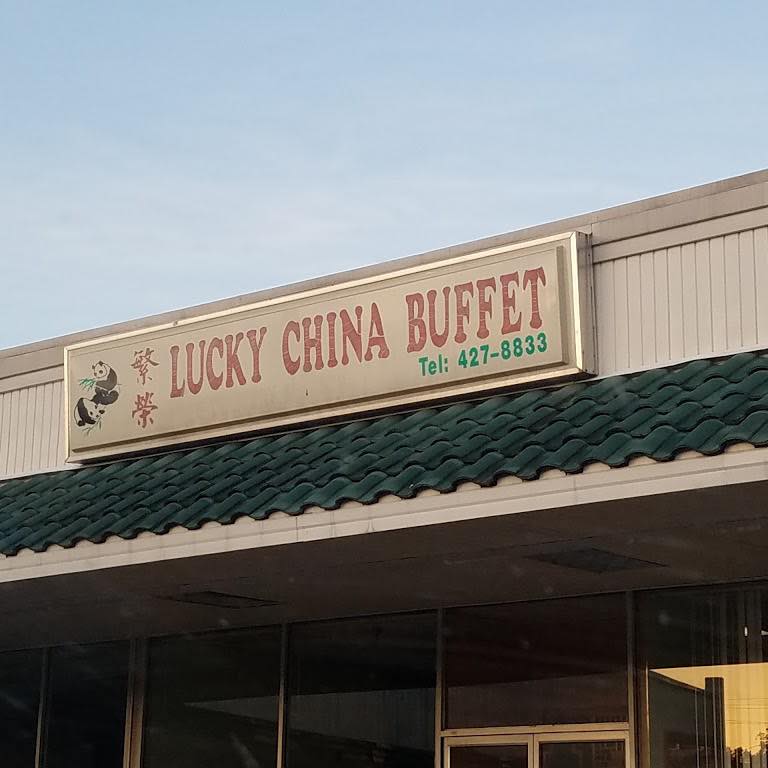 繁榮
LUCKY CHINA BUFFET
Tel: 427-8833